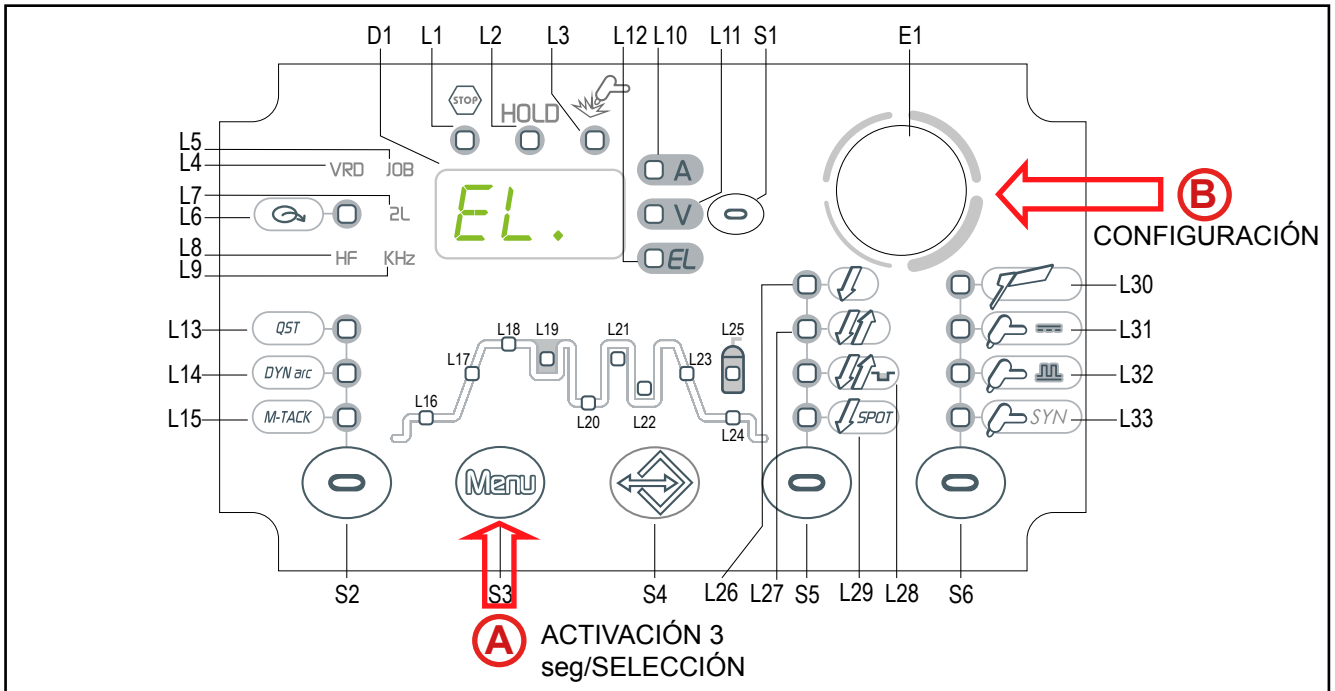 D1 L1 L2 L3 L12 L10 L11 S1 E1
STOP
HOLD
L5
L4
VRD JOB
A
L7
L6
2L
EL.
V
B
CONFIGURACIÓN
L8
L9
HF KHz
EL
L30
L13 QST
L18 L19 L21 L25
L31
L14 DYN arc
L17 L23
L32
L15 M-TACK
L16 L20 L22 L24
SPOT
SYN L33
Menu
S2 S3 S4 L26 L27 S5 L29 L28 S6
A
ACTIVACIÓN 3
seg/SELECCIÓN